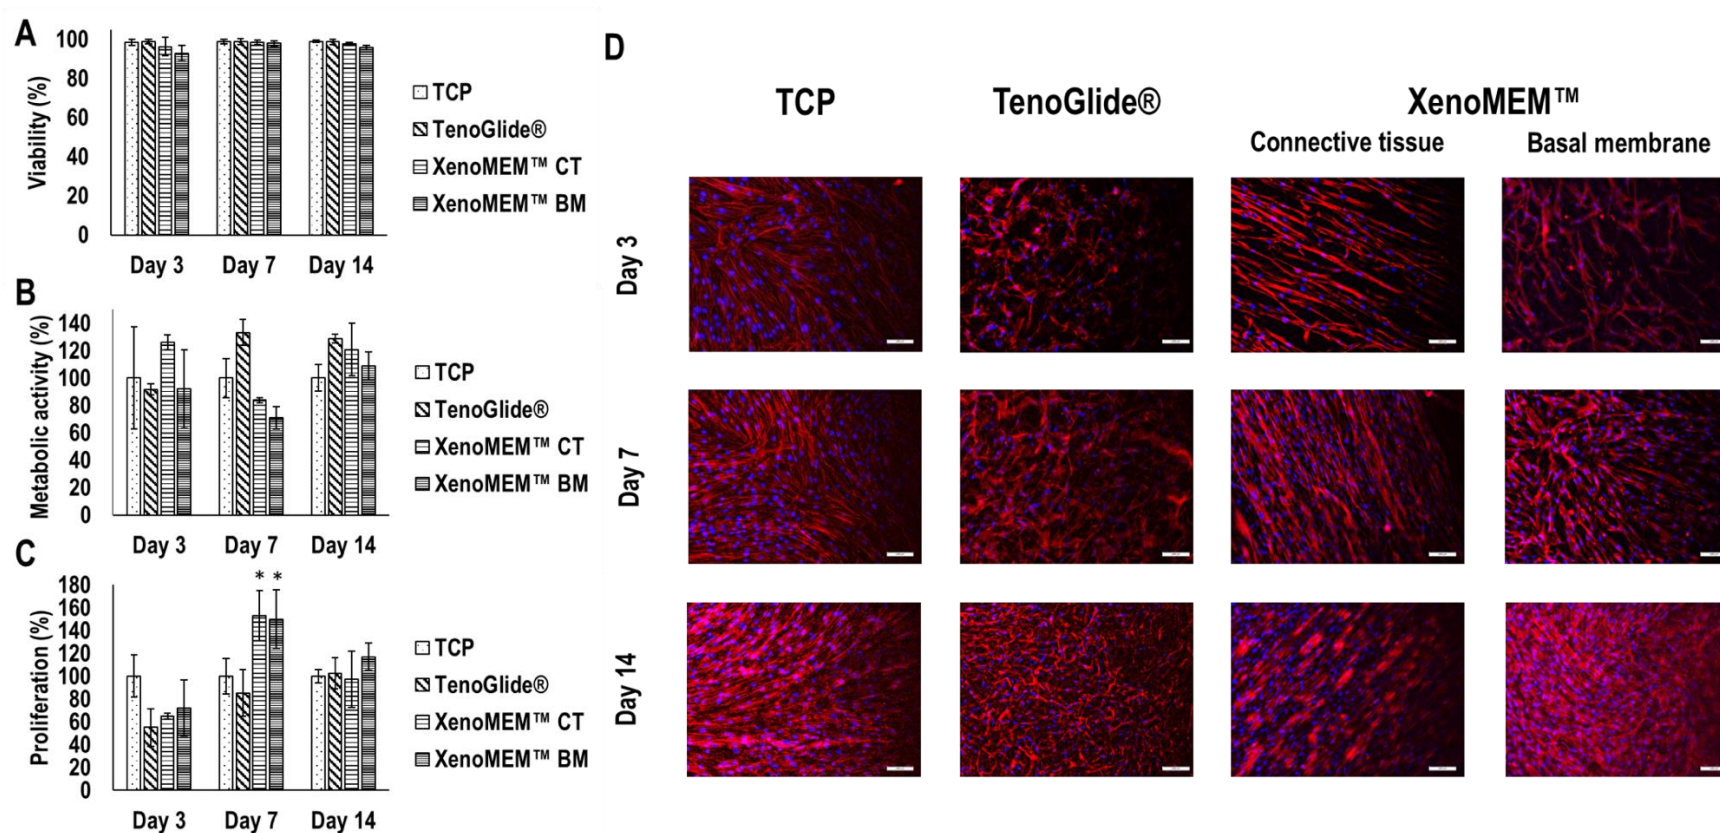 A
Viability (%)
100
80
60
40
20
0
Day 3 Day 7 Day 14
TCP
TenoGlide®
XenoMEM™ CT
XenoMEM™ BM
B
Metabolic activity (%)
140
120
100
80
60
40
20
0
Day 3 Day 7 Day 14
TCP
TenoGlide®
XenoMEM™ CT
XenoMEM™ BM
C
Proliferation (%)
180
160
140
120
100
80
60
40
20
0
* *
Day 3 Day 7 Day 14
TCP
TenoGlide®
XenoMEM™ CT
XenoMEM™ BM
D
TCP TenoGlide® XenoMEM™
Connective tissue Basal membrane
Day 3
Day 7
Day 14